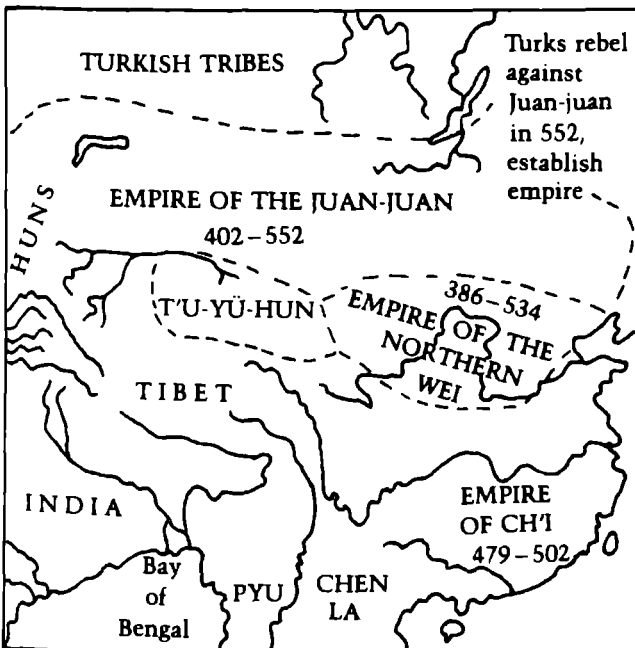 TURKISH TRIBES
Turks rebel
against
Juan-juan
in 552,
establish
empire
HUNS
EMPIRE OF THE JUAN-JUAN
402–552
T'U-YÜ-HUN
386–534
EMPIRE OF THE
NORTHERN
WEI
TIBET
INDIA
EMPIRE
OF CH'I
479–502
Bay
of
Bengal
PYU
CHEN
LA